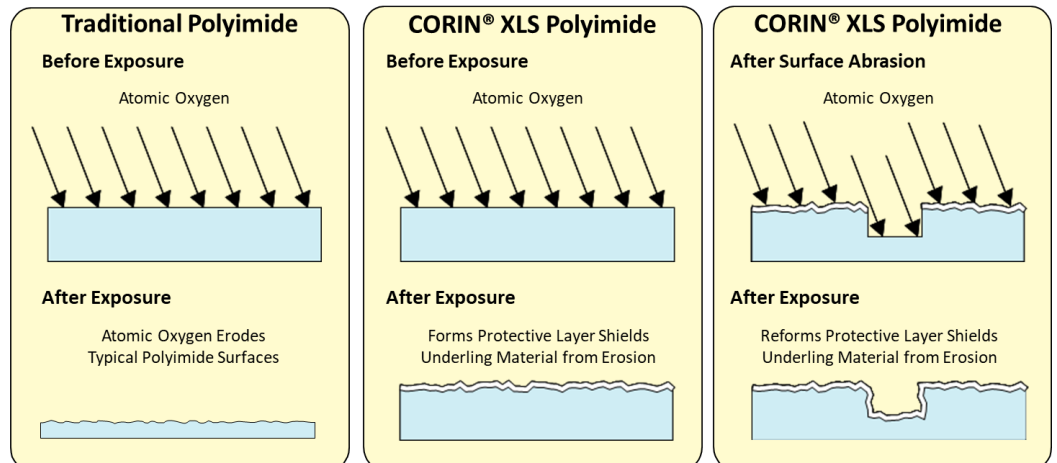 Traditional Polyimide
Before Exposure
Atomic Oxygen
After Exposure
Atomic Oxygen Erodes
Typical Polyimide Surfaces
CORIN® XLS Polyimide
Before Exposure
Atomic Oxygen
After Exposure
Forms Protective Layer Shields
Underling Material from Erosion
CORIN® XLS Polyimide
After Surface Abrasion
Atomic Oxygen
After Exposure
Reforms Protective Layer Shields
Underling Material from Erosion